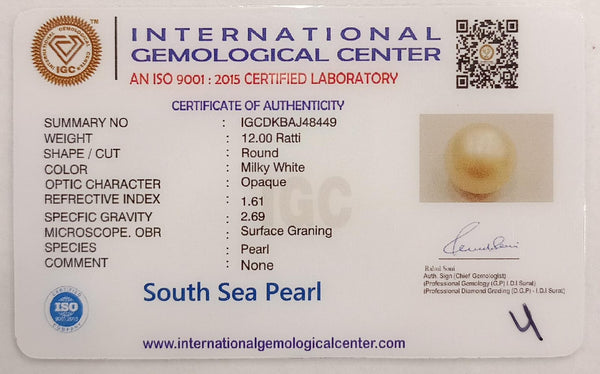 INTERNATIONAL
GEMOLOGICAL CENTER
AN ISO 9001 : 2015 CERTIFIED LABORATORY
IGC
CERTIFICATE OF AUTHENTICITY
SUMMARY NO : IGCDKBAJ48449
WEIGHT : 12.00 Ratti
SHAPE / CUT : Round
COLOR : Milky White
OPTIC CHARACTER : Opaque
REFRECTIVE INDEX : 1.61
SPECFIC GRAVITY : 2.69
MICROSCOPE. OBR : Surface Graning
SPECIES : Pearl
COMMENT : None
IGC
Rahul Soni
Auth. Sign (Chief Gemologist)
(Professional Gemology (G.P) I.D.I Surat)
(Professional Diamond Grading (D.G.P) - I.D.I Surat)
ISO
South Sea Pearl
4
www.internationalgemologicalcenter.com